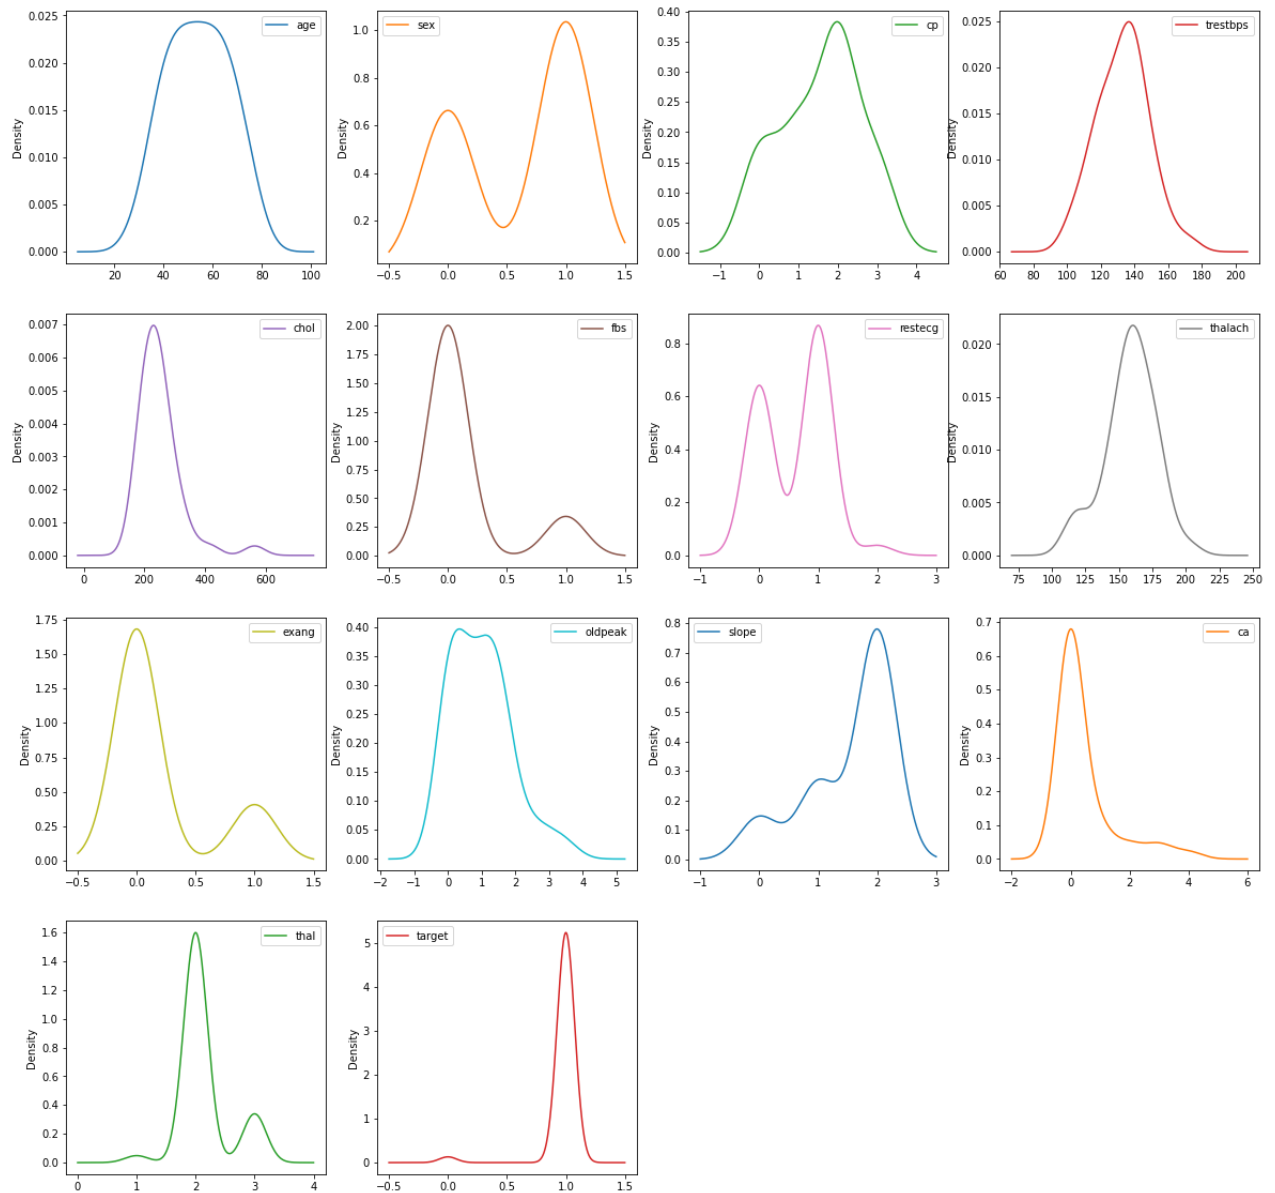 0.025
0.020
0.015
0.010
0.005
0.000
20 40 60 80 100
Density
age
1.0
0.8
0.6
0.4
0.2
−0.5 0.0 0.5 1.0 1.5
Density
sex
0.40
0.35
0.30
0.25
0.20
0.15
0.10
0.05
0.00
−1 0 1 2 3 4
Density
cp
0.025
0.020
0.015
0.010
0.005
0.000
60 80 100 120 140 160 180 200
Density
trestbps
0.007
0.006
0.005
0.004
0.003
0.002
0.001
0.000
0 200 400 600
Density
chol
2.00
1.75
1.50
1.25
1.00
0.75
0.50
0.25
0.00
−0.5 0.0 0.5 1.0 1.5
Density
fbs
0.8
0.6
0.4
0.2
0.0
−1 0 1 2 3
Density
restecg
0.020
0.015
0.010
0.005
0.000
75 100 125 150 175 200 225 250
Density
thalach
1.75
1.50
1.25
1.00
0.75
0.50
0.25
0.00
−0.5 0.0 0.5 1.0 1.5
Density
exang
0.40
0.35
0.30
0.25
0.20
0.15
0.10
0.05
0.00
−2 −1 0 1 2 3 4 5
Density
oldpeak
0.8
0.7
0.6
0.5
0.4
0.3
0.2
0.1
0.0
−1 0 1 2 3
Density
slope
0.7
0.6
0.5
0.4
0.3
0.2
0.1
0.0
−2 0 2 4 6
Density
ca
1.6
1.4
1.2
1.0
0.8
0.6
0.4
0.2
0.0
0 1 2 3 4
Density
thal
5
4
3
2
1
0
−0.5 0.0 0.5 1.0 1.5
Density
target